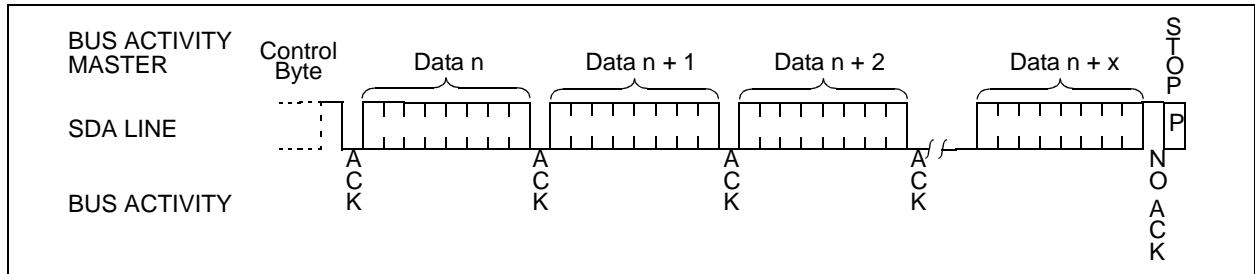 BUS ACTIVITY
MASTER
Control
Byte
Data n
Data n + 1
Data n + 2
Data n + x
STOP
SDA LINE
P
ACK
ACK
ACK
ACK
NO ACK
BUS ACTIVITY